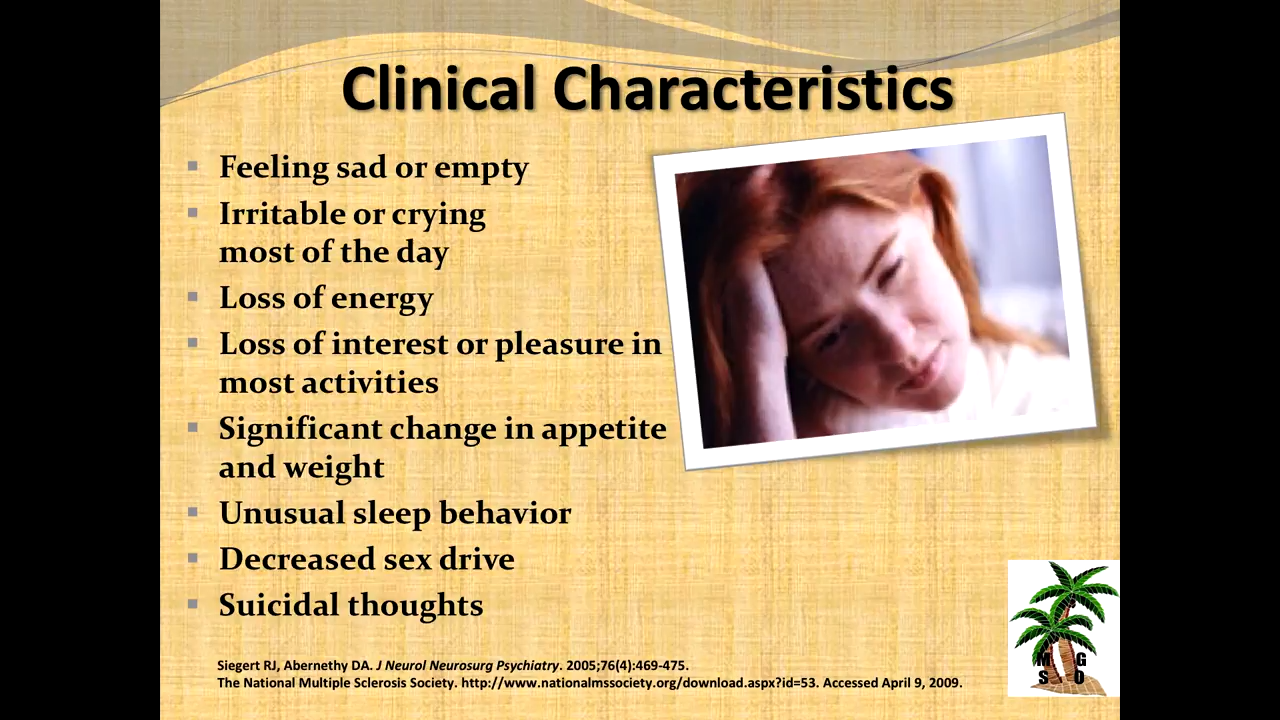 Clinical Characteristics
Feeling sad or empty
Irritable or crying
most of the day
Loss of energy
Loss of interest or pleasure in
most activities
Significant change in appetite
and weight
Unusual sleep behavior
Decreased sex drive
Suicidal thoughts
Siegert RJ, Abernethy DA. J Neurol Neurosurg Psychiatry. 2005;76(4):469-475.
The National Multiple Sclerosis Society. http://www.nationalmssociety.org/download.aspx?id=53. Accessed April 9, 2009.
M G
S O